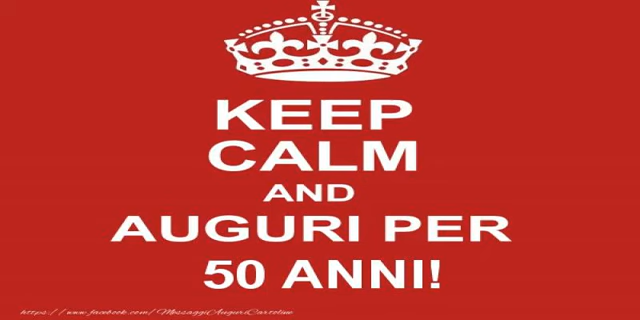 KEEP
CALM
AND
AUGURI PER
50 ANNI!
https://www.facebook.com/MessaggiAuguriCartoline